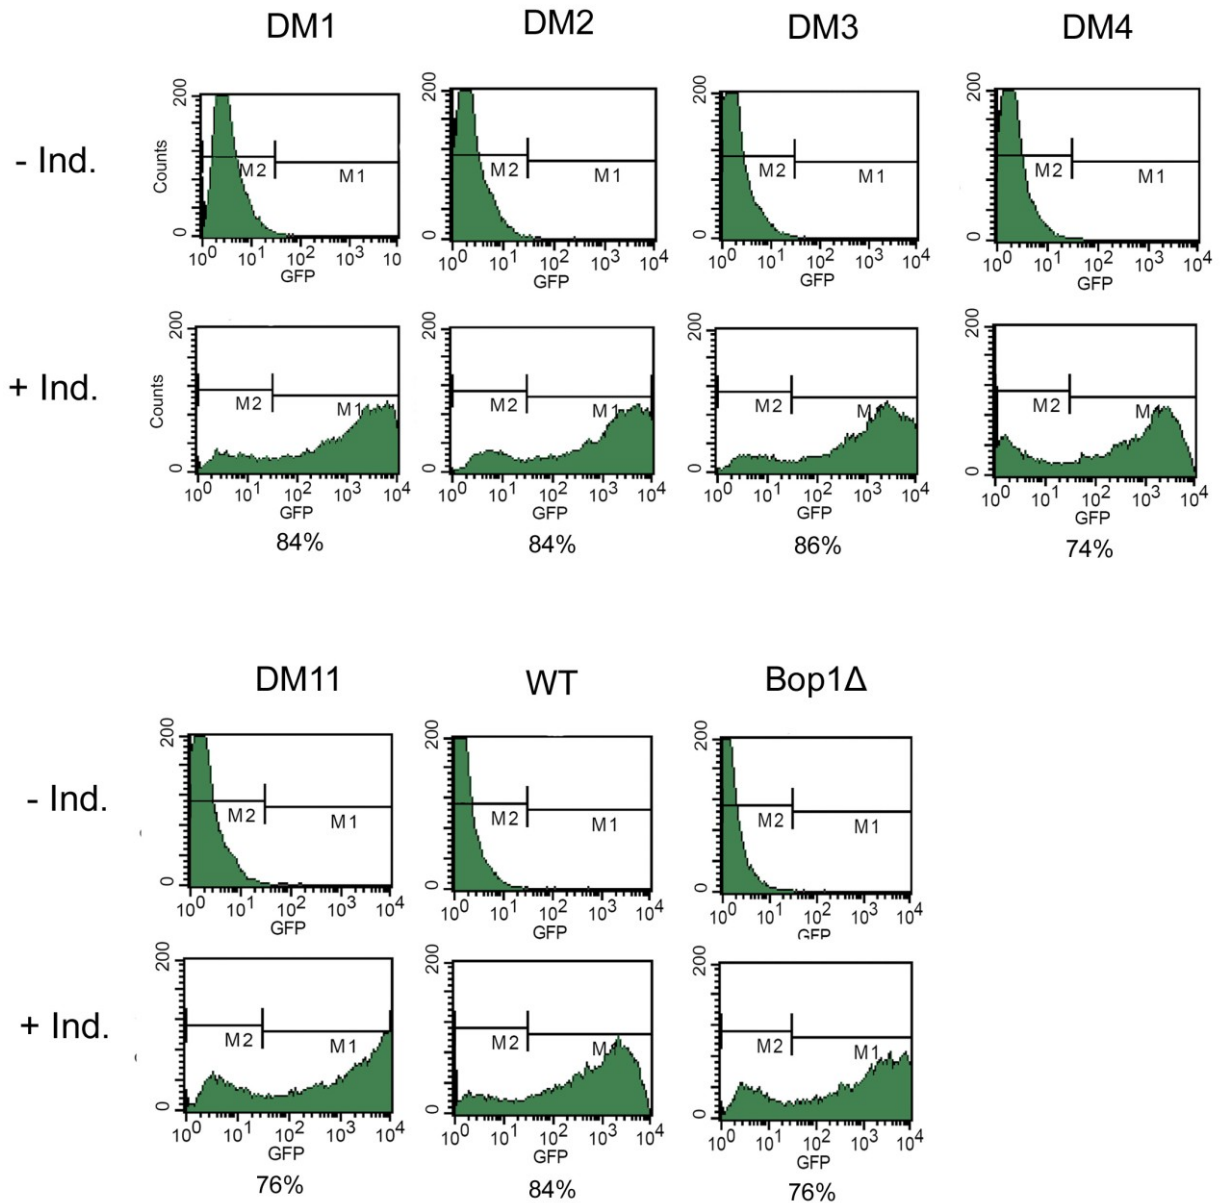 DM1 DM2 DM3 DM4
- Ind.
200 200 200 200
Counts
M2 M1 M2 M1 M2 M1 M2 M1
0 0 0 0
10^0 10^1 10^2 10^3 10 10^0 10^1 10^2 10^3 10^4 10^0 10^1 10^2 10^3 10^4 10^0 10^1 10^2 10^3 10^4
GFP GFP GFP GFP
+ Ind.
200 200 200 200
Counts
M2 M1 M2 M1 M2 M M2 M
0 0 0 0
10^0 10^1 10^2 10^3 10^4 10^0 10^1 10^2 10^3 10^4 10^0 10^1 10^2 10^3 10^4 10^0 10^1 10^2 10^3 10^4
GFP GFP GFP GFP
84% 84% 86% 74%
DM11 WT Bop1Δ
- Ind.
200 200 200
M2 M1 M2 M1 M2 M1
0 0 0
10^0 10^1 10^2 10^3 10^4 10^0 10^1 10^2 10^3 10^4 10^0 10^1 10^2 10^3 10^4
GFP GFP GFP
+ Ind.
200 200 200
M2 M1 M2 M M2 M1
0 0 0
10^0 10^1 10^2 10^3 10^4 10^0 10^1 10^2 10^3 10^4 10^0 10^1 10^2 10^3 10^4
GFP GFP GFP
76% 84% 76%